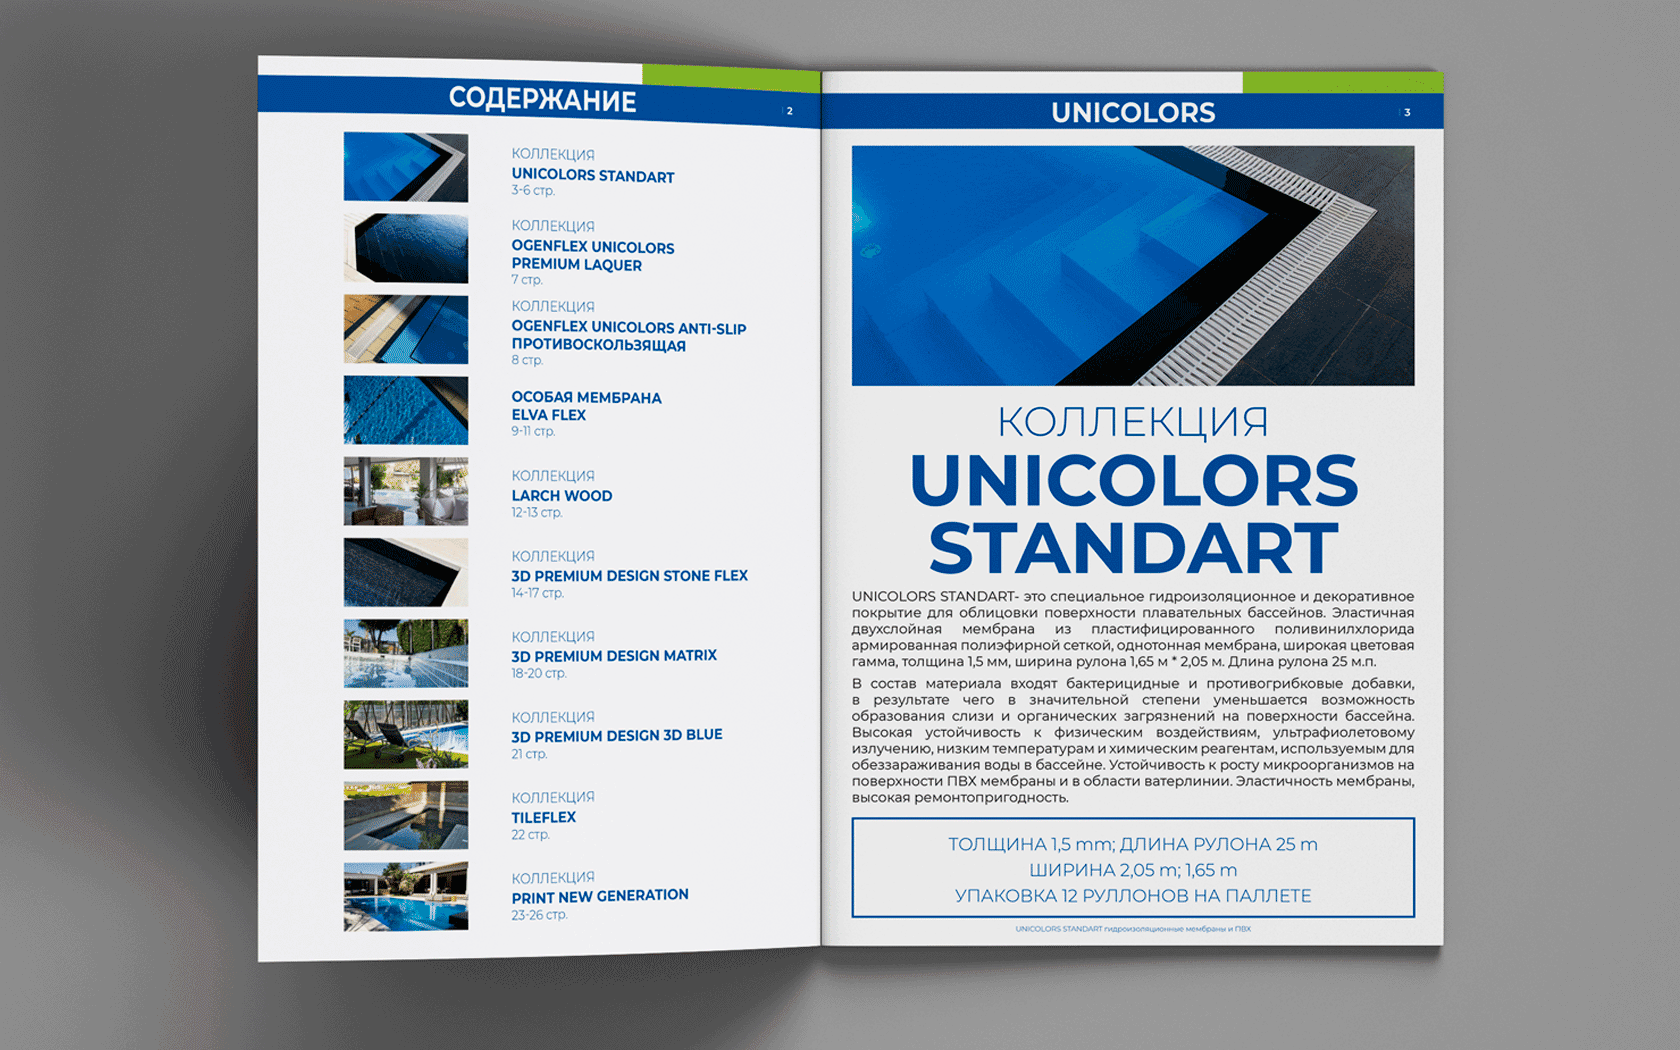 СОДЕРЖАНИЕ
2
КОЛЛЕКЦИЯ
UNICOLORS STANDART
3-6 стр.
КОЛЛЕКЦИЯ
OGENFLEX UNICOLORS
PREMIUM LAQUER
7 стр.
КОЛЛЕКЦИЯ
OGENFLEX UNICOLORS ANTI-SLIP
ПРОТИВОСКОЛЬЗЯЩАЯ
8 стр.
ОСОБАЯ МЕМБРАНА
ELVA FLEX
9-11 стр.
КОЛЛЕКЦИЯ
LARCH WOOD
12-13 стр.
КОЛЛЕКЦИЯ
3D PREMIUM DESIGN STONE FLEX
14-17 стр.
КОЛЛЕКЦИЯ
3D PREMIUM DESIGN MATRIX
18-20 стр.
КОЛЛЕКЦИЯ
3D PREMIUM DESIGN 3D BLUE
21 стр.
КОЛЛЕКЦИЯ
TILEFLEX
22 стр.
КОЛЛЕКЦИЯ
PRINT NEW GENERATION
23-26 стр.
UNICOLORS
3
КОЛЛЕКЦИЯ
UNICOLORS
STANDART
UNICOLORS STANDART- это специальное гидроизоляционное и декоративное
покрытие для облицовки поверхности плавательных бассейнов. Эластичная
двухслойная мембрана из пластифицированного поливинилхлорида
армированная полиэфирной сеткой, однотонная мембрана, широкая цветовая
гамма, толщина 1,5 мм, ширина рулона 1,65 м * 2,05 м. Длина рулона 25 м.п.
В состав материала входят бактерицидные и противогрибковые добавки,
в результате чего в значительной степени уменьшается возможность
образования слизи и органических загрязнений на поверхности бассейна.
Высокая устойчивость к физическим воздействиям, ультрафиолетовому
излучению, низким температурам и химическим реагентам, используемым для
обеззараживания воды в бассейне. Устойчивость к росту микроорганизмов на
поверхности ПВХ мембраны и в области ватерлинии. Эластичность мембраны,
высокая ремонтопригодность.
ТОЛЩИНА 1,5 mm; ДЛИНА РУЛОНА 25 m
ШИРИНА 2,05 m; 1,65 m
УПАКОВКА 12 РУЛЛОНОВ НА ПАЛЛЕТЕ
UNICOLORS STANDART гидроизоляционные мембраны и ПВХ